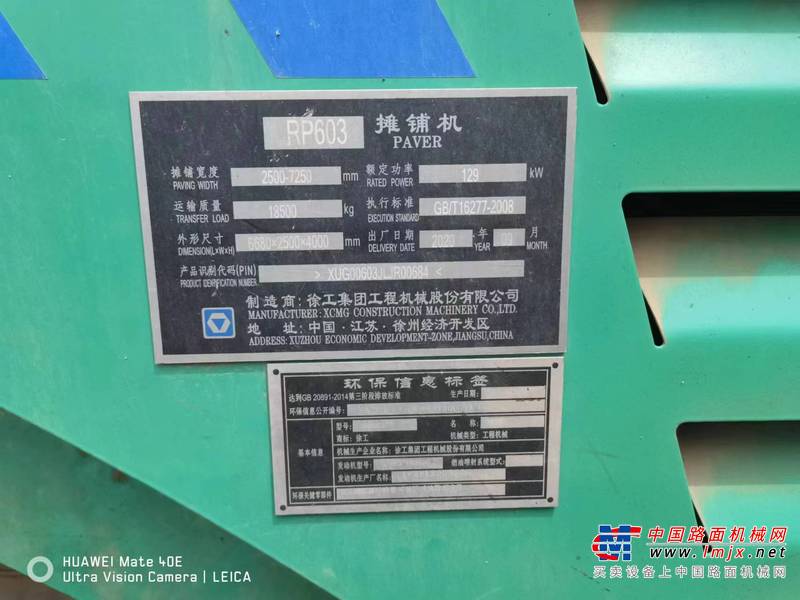 RP603 摊铺机
PAVER
摊铺宽度 2500-7250 mm 额定功率 129 kW
PAVING WIDTH RATED POWER
运输质量 18500 kg 执行标准 GB/T16277-2008
TRANSFER LOAD EXECUTION STANDARD
外形尺寸 6680×2500×4000 mm 出厂日期 2020 年 09 月
DIMENSION(L×W×H) DELIVERY DATE YEAR MONTH
产品识别代码(PIN) > XUG00603JLJR00684 <
PRODUCT IDENTIFICATION NUMBER
制造商:徐工集团工程机械股份有限公司
MANUFACTURER: XCMG CONSTRUCTION MACHINERY CO.,LTD.
地 址:中国·江苏·徐州经济开发区
ADDRESS: XUZHOU ECONOMIC DEVELOPMENT-ZONE,JIANGSU,CHINA
环保信息标签
达到GB 20891-2014第三阶段排放标准 生产日期:
环保信息公开编号:
基本信息
型号: 名称:
商标:徐工 机械类型:工程机械
机械生产企业名称:徐工集团工程机械股份有限公司
发动机型号: 燃油喷射系统型式:
发动机生产厂名称:
环保关键零部件
HUAWEI Mate 40E
Ultra Vision Camera | LEICA
中国路面机械网
www.lmjx.net
买卖设备上中国路面机械网